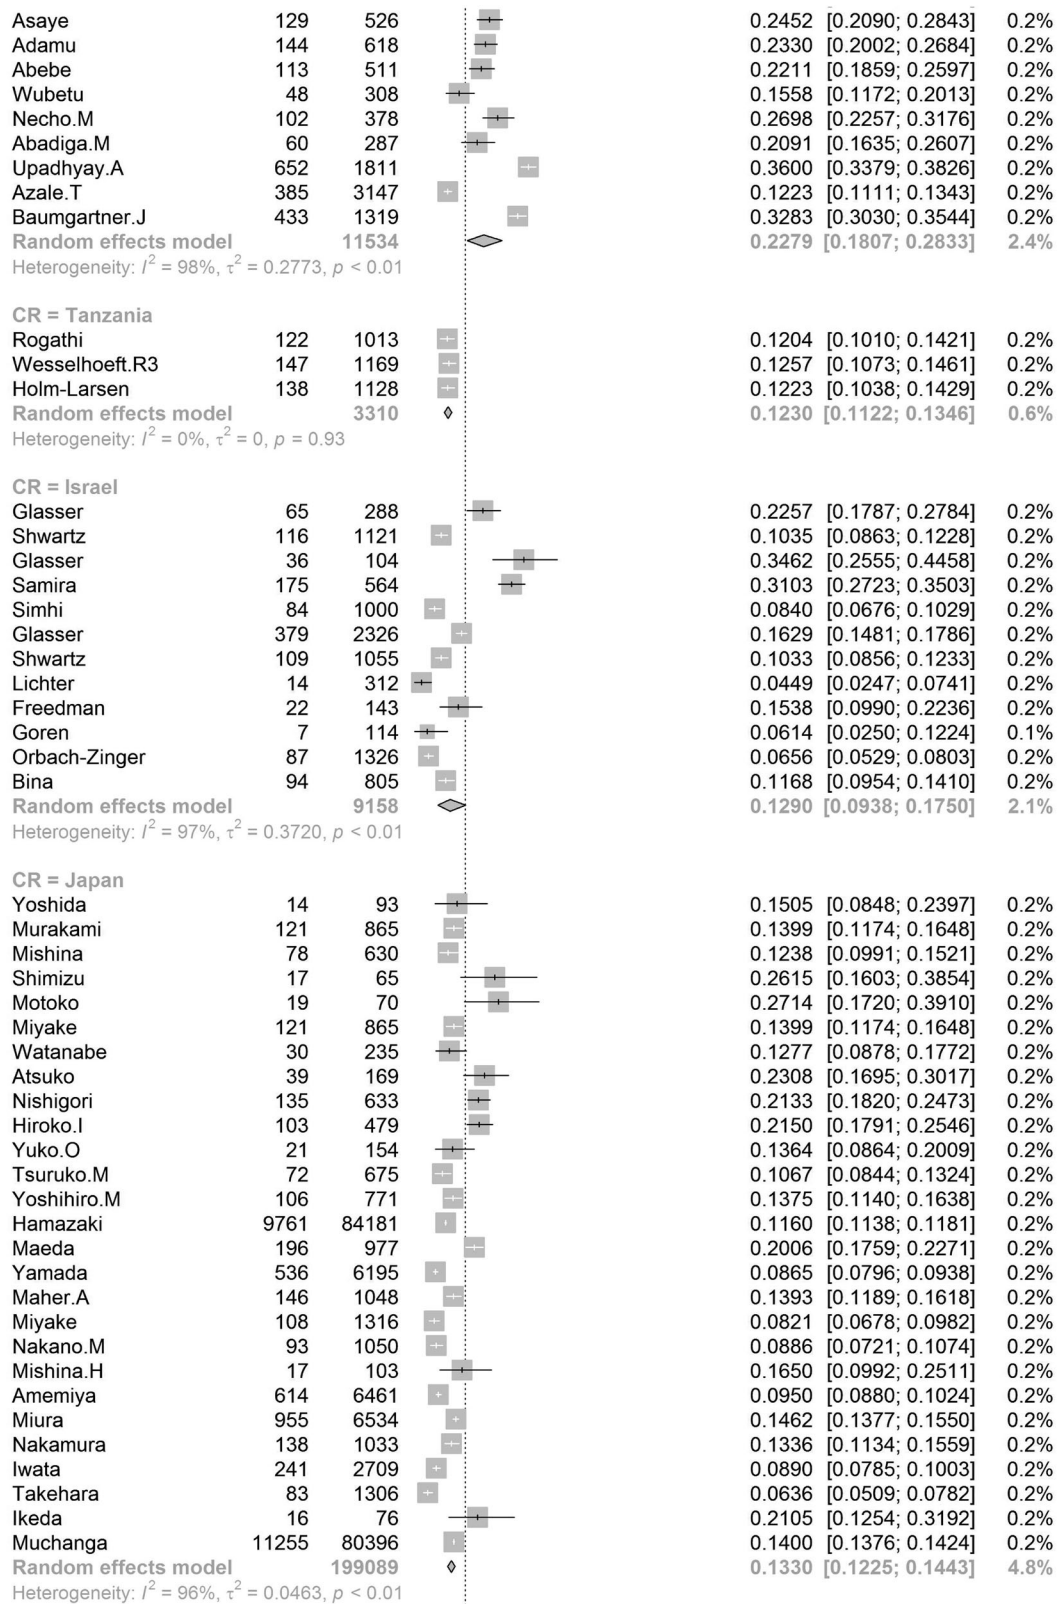 Asaye 129 526 0.2452 [0.2090; 0.2843] 0.2%
Adamu 144 618 0.2330 [0.2002; 0.2684] 0.2%
Abebe 113 511 0.2211 [0.1859; 0.2597] 0.2%
Wubetu 48 308 0.1558 [0.1172; 0.2013] 0.2%
Necho.M 102 378 0.2698 [0.2257; 0.3176] 0.2%
Abadiga.M 60 287 0.2091 [0.1635; 0.2607] 0.2%
Upadhyay.A 652 1811 0.3600 [0.3379; 0.3826] 0.2%
Azale.T 385 3147 0.1223 [0.1111; 0.1343] 0.2%
Baumgartner.J 433 1319 0.3283 [0.3030; 0.3544] 0.2%
Random effects model 11534 0.2279 [0.1807; 0.2833] 2.4%
Heterogeneity: I² = 98%, τ² = 0.2773, p < 0.01
CR = Tanzania
Rogathi 122 1013 0.1204 [0.1010; 0.1421] 0.2%
Wesselhoeft.R3 147 1169 0.1257 [0.1073; 0.1461] 0.2%
Holm-Larsen 138 1128 0.1223 [0.1038; 0.1429] 0.2%
Random effects model 3310 0.1230 [0.1122; 0.1346] 0.6%
Heterogeneity: I² = 0%, τ² = 0, p = 0.93
CR = Israel
Glasser 65 288 0.2257 [0.1787; 0.2784] 0.2%
Shwartz 116 1121 0.1035 [0.0863; 0.1228] 0.2%
Glasser 36 104 0.3462 [0.2555; 0.4458] 0.2%
Samira 175 564 0.3103 [0.2723; 0.3503] 0.2%
Simhi 84 1000 0.0840 [0.0676; 0.1029] 0.2%
Glasser 379 2326 0.1629 [0.1481; 0.1786] 0.2%
Shwartz 109 1055 0.1033 [0.0856; 0.1233] 0.2%
Lichter 14 312 0.0449 [0.0247; 0.0741] 0.2%
Freedman 22 143 0.1538 [0.0990; 0.2236] 0.2%
Goren 7 114 0.0614 [0.0250; 0.1224] 0.1%
Orbach-Zinger 87 1326 0.0656 [0.0529; 0.0803] 0.2%
Bina 94 805 0.1168 [0.0954; 0.1410] 0.2%
Random effects model 9158 0.1290 [0.0938; 0.1750] 2.1%
Heterogeneity: I² = 97%, τ² = 0.3720, p < 0.01
CR = Japan
Yoshida 14 93 0.1505 [0.0848; 0.2397] 0.2%
Murakami 121 865 0.1399 [0.1174; 0.1648] 0.2%
Mishina 78 630 0.1238 [0.0991; 0.1521] 0.2%
Shimizu 17 65 0.2615 [0.1603; 0.3854] 0.2%
Motoko 19 70 0.2714 [0.1720; 0.3910] 0.2%
Miyake 121 865 0.1399 [0.1174; 0.1648] 0.2%
Watanabe 30 235 0.1277 [0.0878; 0.1772] 0.2%
Atsuko 39 169 0.2308 [0.1695; 0.3017] 0.2%
Nishigori 135 633 0.2133 [0.1820; 0.2473] 0.2%
Hiroko.I 103 479 0.2150 [0.1791; 0.2546] 0.2%
Yuko.O 21 154 0.1364 [0.0864; 0.2009] 0.2%
Tsuruko.M 72 675 0.1067 [0.0844; 0.1324] 0.2%
Yoshihiro.M 106 771 0.1375 [0.1140; 0.1638] 0.2%
Hamazaki 9761 84181 0.1160 [0.1138; 0.1181] 0.2%
Maeda 196 977 0.2006 [0.1759; 0.2271] 0.2%
Yamada 536 6195 0.0865 [0.0796; 0.0938] 0.2%
Maher.A 146 1048 0.1393 [0.1189; 0.1618] 0.2%
Miyake 108 1316 0.0821 [0.0678; 0.0982] 0.2%
Nakano.M 93 1050 0.0886 [0.0721; 0.1074] 0.2%
Mishina.H 17 103 0.1650 [0.0992; 0.2511] 0.2%
Amemiya 614 6461 0.0950 [0.0880; 0.1024] 0.2%
Miura 955 6534 0.1462 [0.1377; 0.1550] 0.2%
Nakamura 138 1033 0.1336 [0.1134; 0.1559] 0.2%
Iwata 241 2709 0.0890 [0.0785; 0.1003] 0.2%
Takehara 83 1306 0.0636 [0.0509; 0.0782] 0.2%
Ikeda 16 76 0.2105 [0.1254; 0.3192] 0.2%
Muchanga 11255 80396 0.1400 [0.1376; 0.1424] 0.2%
Random effects model 199089 0.1330 [0.1225; 0.1443] 4.8%
Heterogeneity: I² = 96%, τ² = 0.0463, p < 0.01